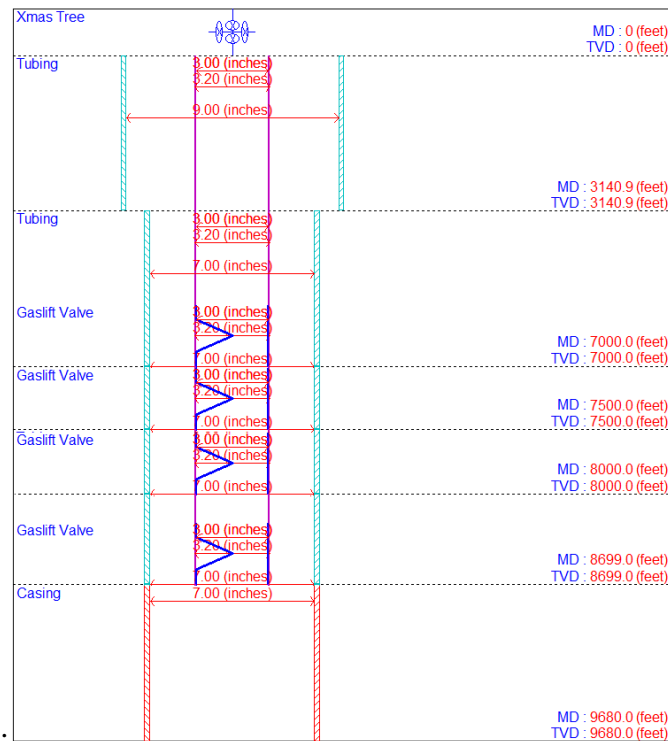 Xmas Tree
MD : 0 (feet)
TVD : 0 (feet)
Tubing
3.00 (inches)
3.20 (inches)
9.00 (inches)
MD : 3140.9 (feet)
TVD : 3140.9 (feet)
Tubing
3.00 (inches)
3.20 (inches)
7.00 (inches)
Gaslift Valve
3.00 (inches)
3.20 (inches)
MD : 7000.0 (feet)
7.00 (inches)
TVD : 7000.0 (feet)
Gaslift Valve
3.00 (inches)
3.20 (inches)
MD : 7500.0 (feet)
7.00 (inches)
TVD : 7500.0 (feet)
Gaslift Valve
3.00 (inches)
3.20 (inches)
MD : 8000.0 (feet)
7.00 (inches)
TVD : 8000.0 (feet)
Gaslift Valve
3.00 (inches)
3.20 (inches)
MD : 8699.0 (feet)
7.00 (inches)
TVD : 8699.0 (feet)
Casing
7.00 (inches)
MD : 9680.0 (feet)
TVD : 9680.0 (feet)